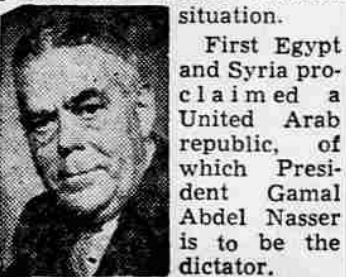 situation.
First Egypt
and Syria pro-
claimed a
United Arab
republic, of
which Presi-
dent Gamal
Abdel Nasser
is to be the
dictator.